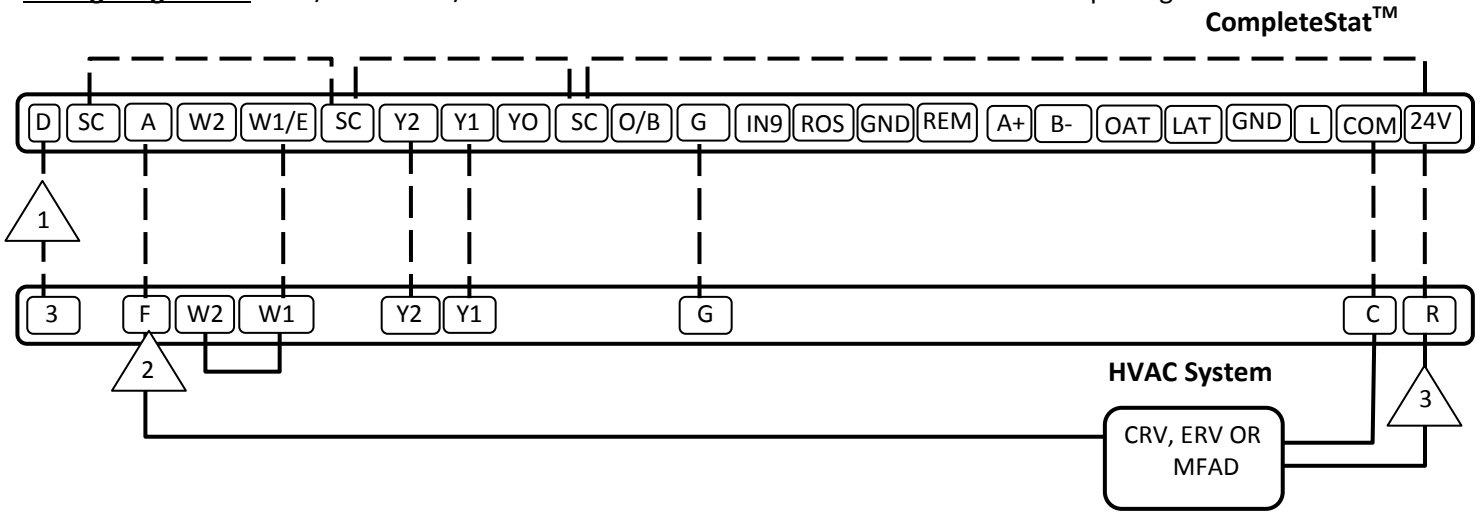 CompleteStat™
D SC A W2 W1/E SC Y2 Y1 YO SC O/B G IN9 ROS GND REM A+ B- OAT LAT GND L COM 24V
1
3 F W2 W1 Y2 Y1 G C R
2
HVAC System
3
CRV, ERV OR
MFAD